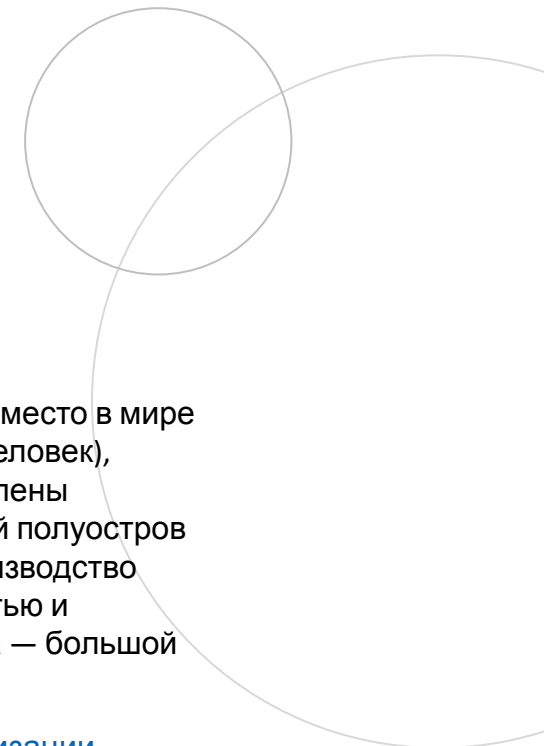 место в мире
еловек),
лены
й полуостров
изводство
тью и
— большой